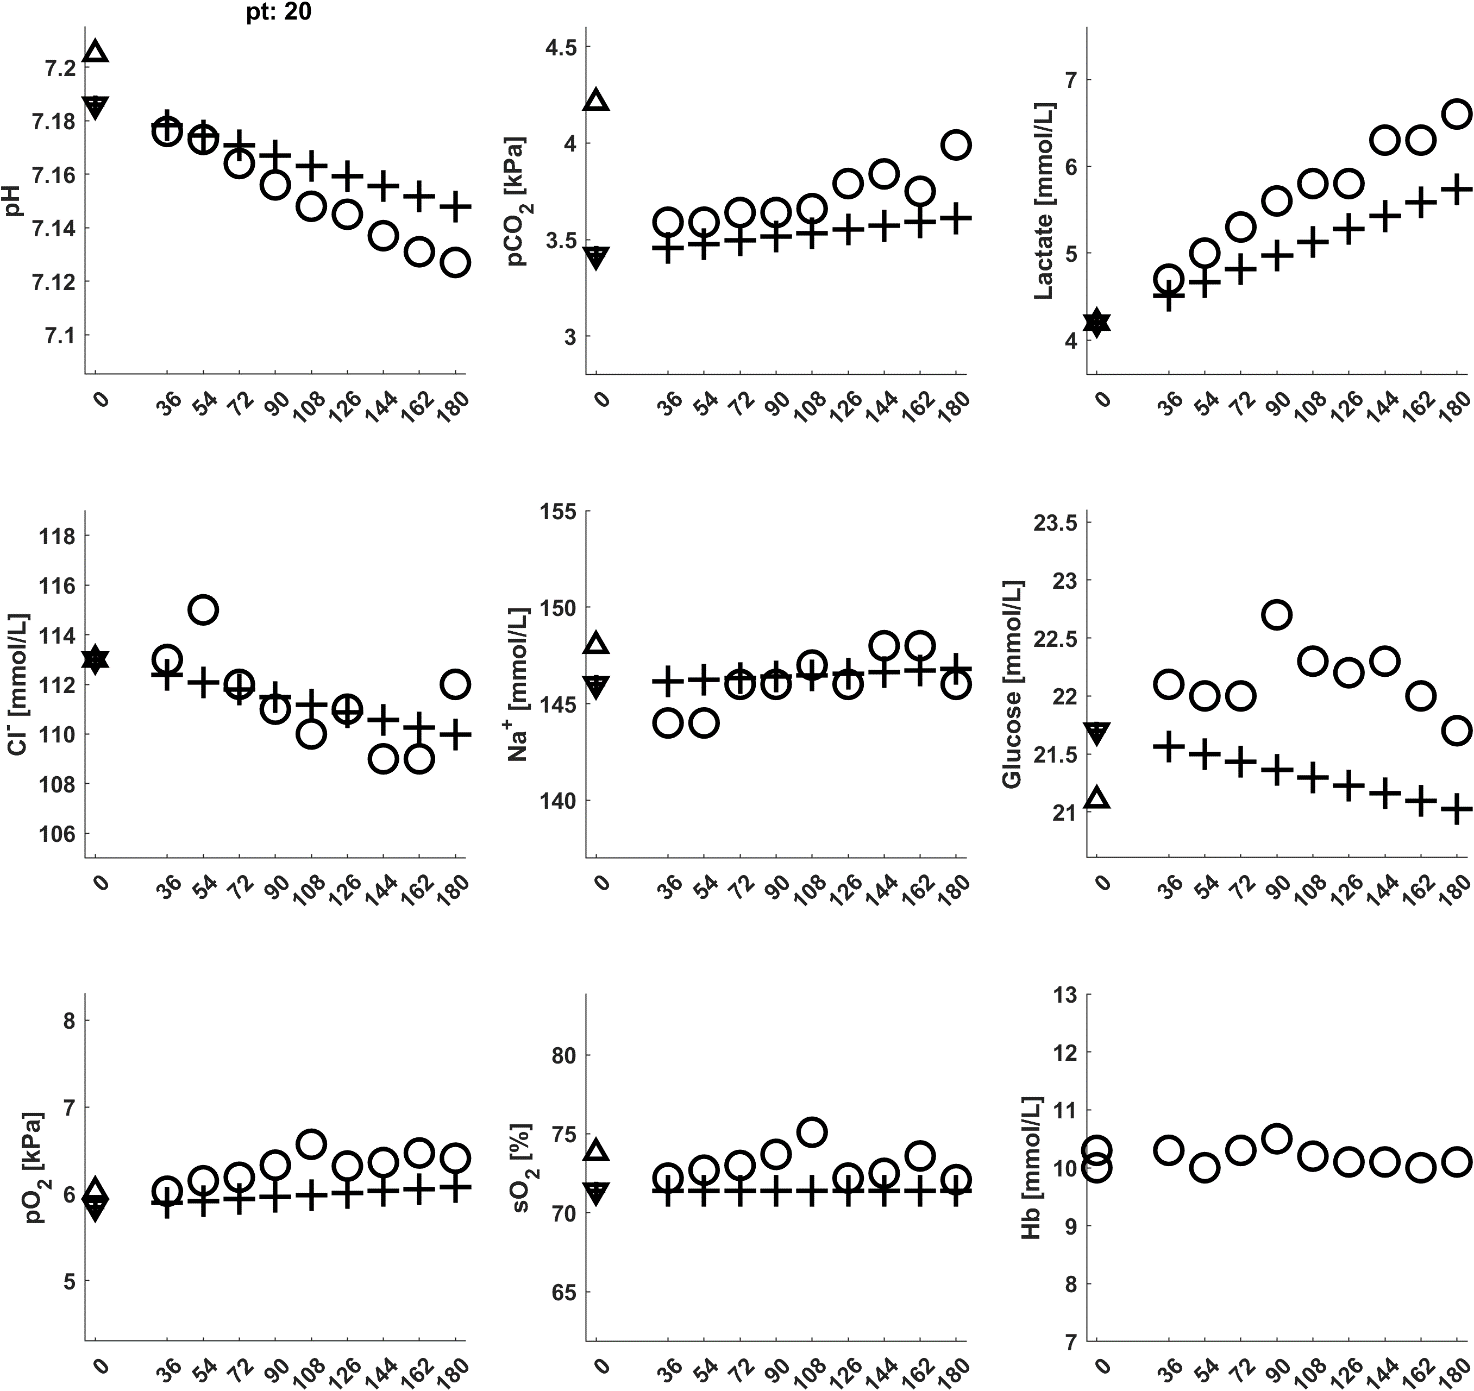 pt: 20
pH
7.2
7.18
7.16
7.14
7.12
7.1
0 36 54 72 90 108 126 144 162 180
pCO2 [kPa]
4.5
4
3.5
3
0 36 54 72 90 108 126 144 162 180
Lactate [mmol/L]
7
6
5
4
0 36 54 72 90 108 126 144 162 180
Cl- [mmol/L]
118
116
114
112
110
108
106
0 36 54 72 90 108 126 144 162 180
Na+ [mmol/L]
155
150
145
140
0 36 54 72 90 108 126 144 162 180
Glucose [mmol/L]
23.5
23
22.5
22
21.5
21
0 36 54 72 90 108 126 144 162 180
pO2 [kPa]
8
7
6
5
0 36 54 72 90 108 126 144 162 180
sO2 [%]
80
75
70
65
0 36 54 72 90 108 126 144 162 180
Hb [mmol/L]
13
12
11
10
9
8
7
0 36 54 72 90 108 126 144 162 180